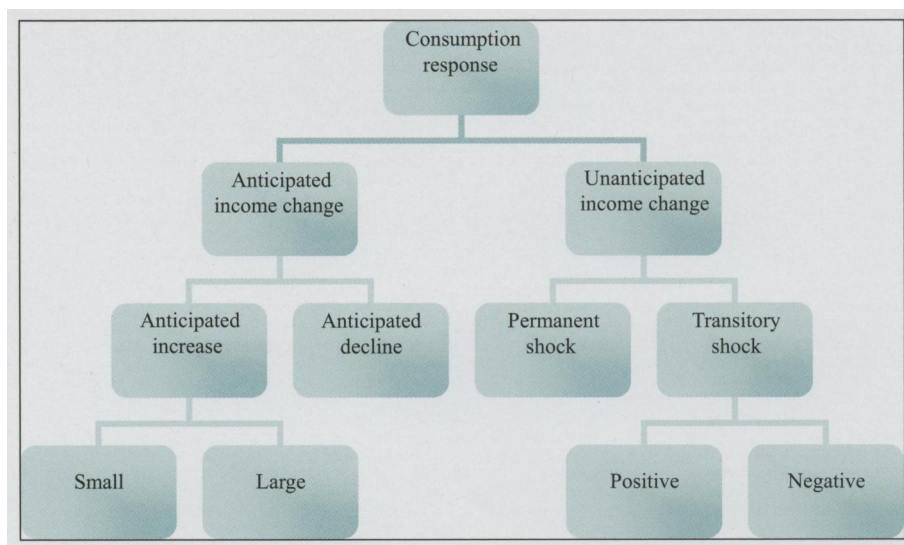 Consumption
response
Anticipated
income change
Unanticipated
income change
Anticipated
increase
Anticipated
decline
Permanent
shock
Transitory
shock
Small
Large
Positive
Negative